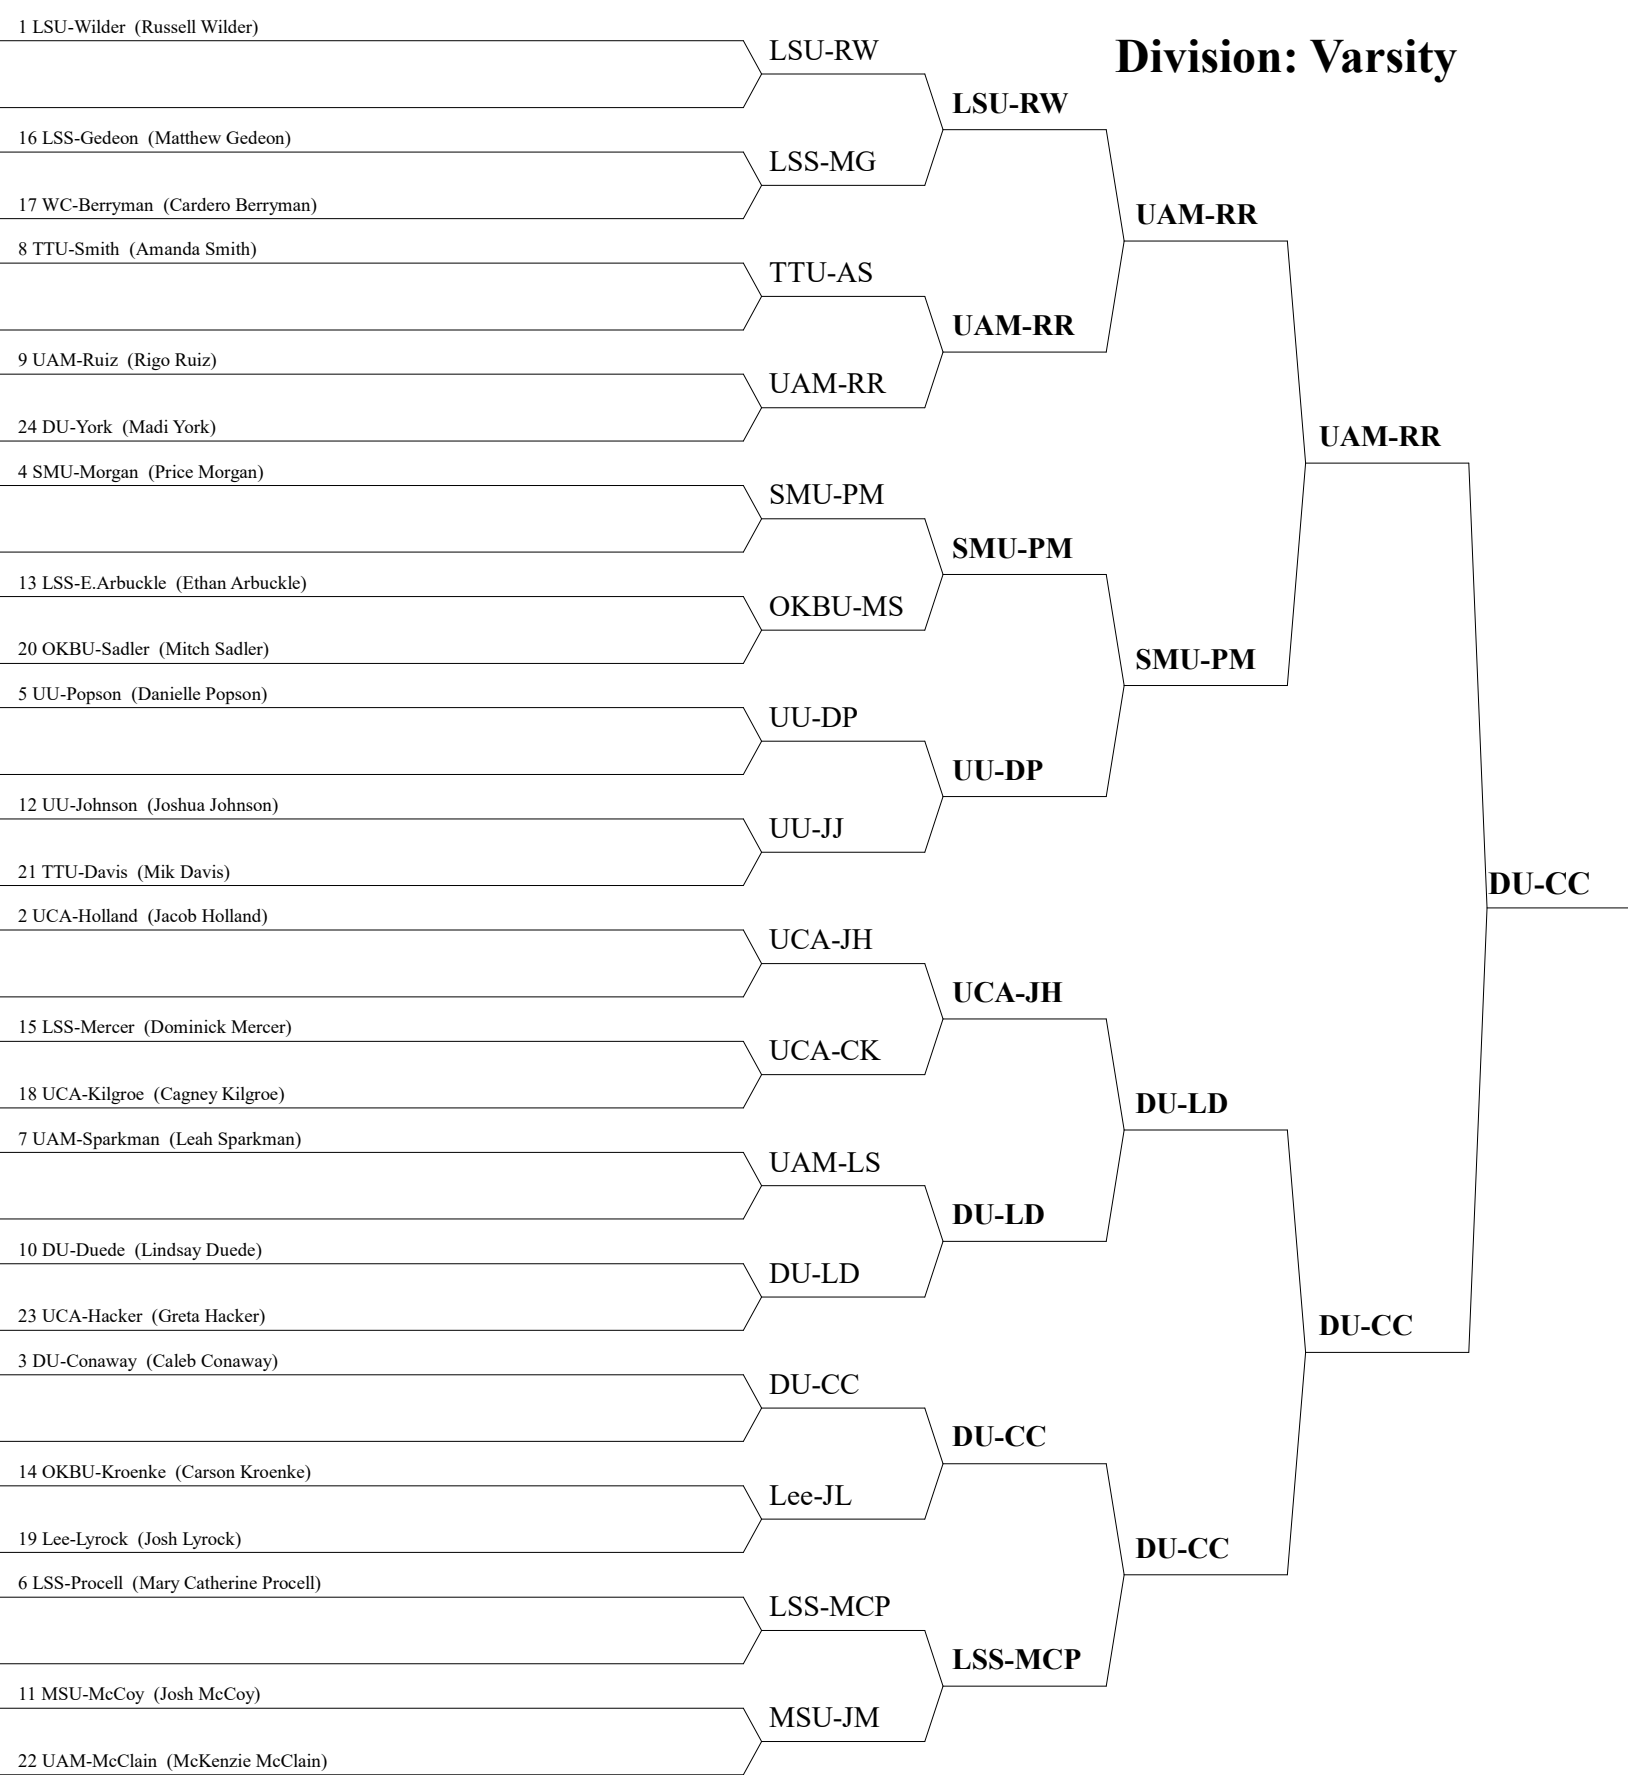 Division: Varsity
1 LSU-Wilder (Russell Wilder)
16 LSS-Gedeon (Matthew Gedeon)
17 WC-Berryman (Cardero Berryman)
8 TTU-Smith (Amanda Smith)
9 UAM-Ruiz (Rigo Ruiz)
24 DU-York (Madi York)
4 SMU-Morgan (Price Morgan)
13 LSS-E.Arbuckle (Ethan Arbuckle)
20 OKBU-Sadler (Mitch Sadler)
5 UU-Popson (Danielle Popson)
12 UU-Johnson (Joshua Johnson)
21 TTU-Davis (Mik Davis)
2 UCA-Holland (Jacob Holland)
15 LSS-Mercer (Dominick Mercer)
18 UCA-Kilgroe (Cagney Kilgroe)
7 UAM-Sparkman (Leah Sparkman)
10 DU-Duede (Lindsay Duede)
23 UCA-Hacker (Greta Hacker)
3 DU-Conaway (Caleb Conaway)
14 OKBU-Kroenke (Carson Kroenke)
19 Lee-Lyrock (Josh Lyrock)
6 LSS-Procell (Mary Catherine Procell)
11 MSU-McCoy (Josh McCoy)
22 UAM-McClain (McKenzie McClain)
LSU-RW
LSS-MG
TTU-AS
UAM-RR
SMU-PM
OKBU-MS
UU-DP
UU-JJ
UCA-JH
UCA-CK
UAM-LS
DU-LD
DU-CC
Lee-JL
LSS-MCP
MSU-JM
LSU-RW
UAM-RR
SMU-PM
UU-DP
UCA-JH
DU-LD
DU-CC
LSS-MCP
UAM-RR
SMU-PM
DU-LD
DU-CC
UAM-RR
DU-CC
DU-CC